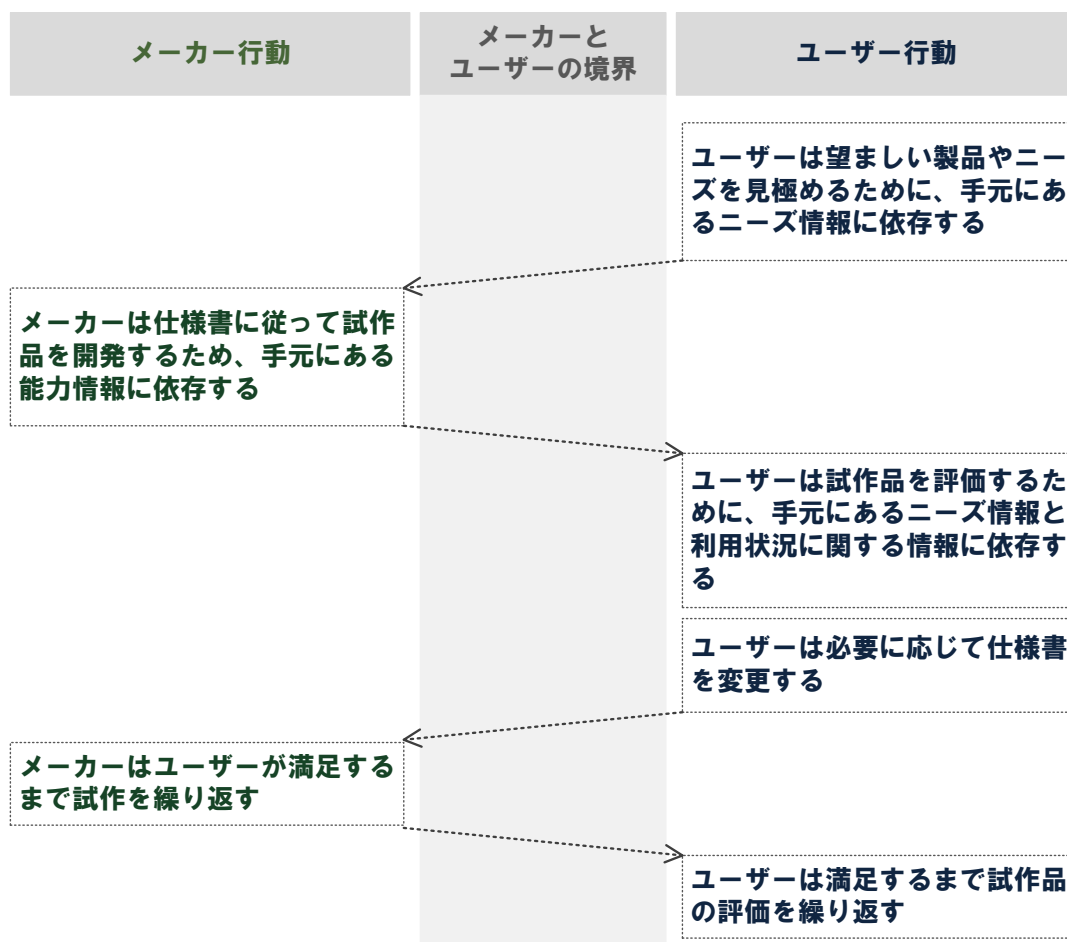 メーカー行動
メーカーと
ユーザーの境界
ユーザー行動
ユーザーは望ましい製品やニー
ズを見極めるために、手元にあ
るニーズ情報に依存する
メーカーは仕様書に従って試作
品を開発するため、手元にある
能力情報に依存する
ユーザーは試作品を評価するた
めに、手元にあるニーズ情報と
利用状況に関する情報に依存す
る
ユーザーは必要に応じて仕様書
を変更する
メーカーはユーザーが満足する
まで試作を繰り返す
ユーザーは満足するまで試作品
の評価を繰り返す